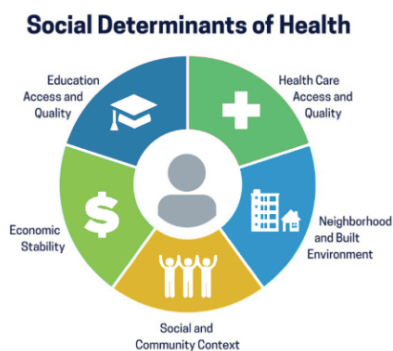 Social Determinants of Health
Education
Access and
Quality
Health Care
Access and
Quality
Economic
Stability
Neighborhood
and Built
Environment
Social and
Community Context